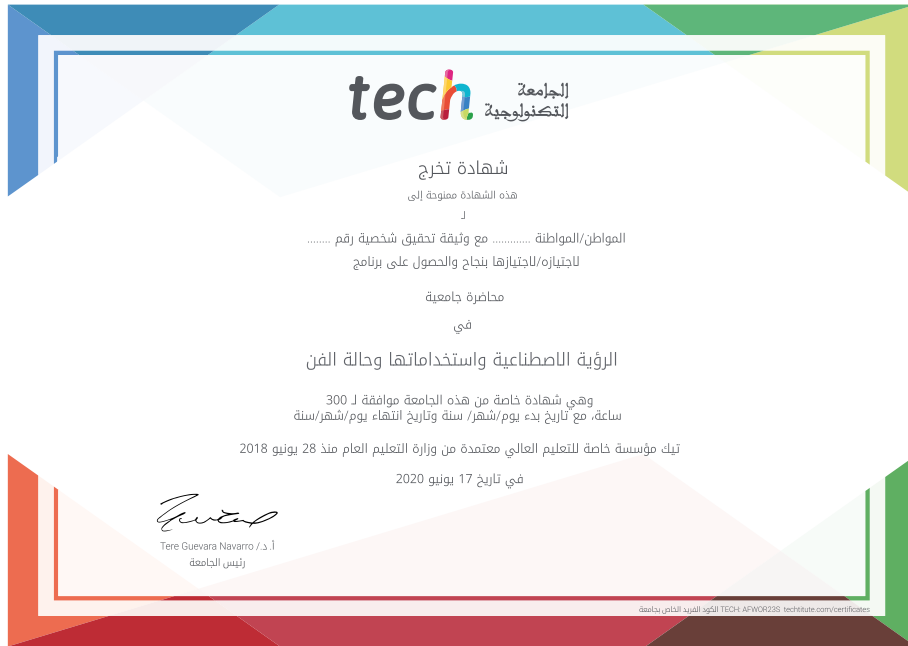 tech الجامعة
التكنولوجية
شهادة تخرج
هذه الشهادة ممنوحة إلى
لـ
المواطن/المواطنة ............ مع وثيقة تحقيق شخصية رقم ........
لاجتيازه/لاجتيازها بنجاح والحصول على برنامج
محاضرة جامعية
في
الرؤية الاصطناعية واستخداماتها وحالة الفن
وهي شهادة خاصة من هذه الجامعة موافقة لـ 300
ساعة، مع تاريخ بدء يوم/شهر/ سنة وتاريخ انتهاء يوم/شهر/سنة
تيك مؤسسة خاصة للتعليم العالي معتمدة من وزارة التعليم العام منذ 28 يونيو 2018
في تاريخ 17 يونيو 2020
أ. د./ Tere Guevara Navarro
رئيس الجامعة
الكود الفريد الخاص بجامعة TECH: AFWOR23S techtitute.com/certificates